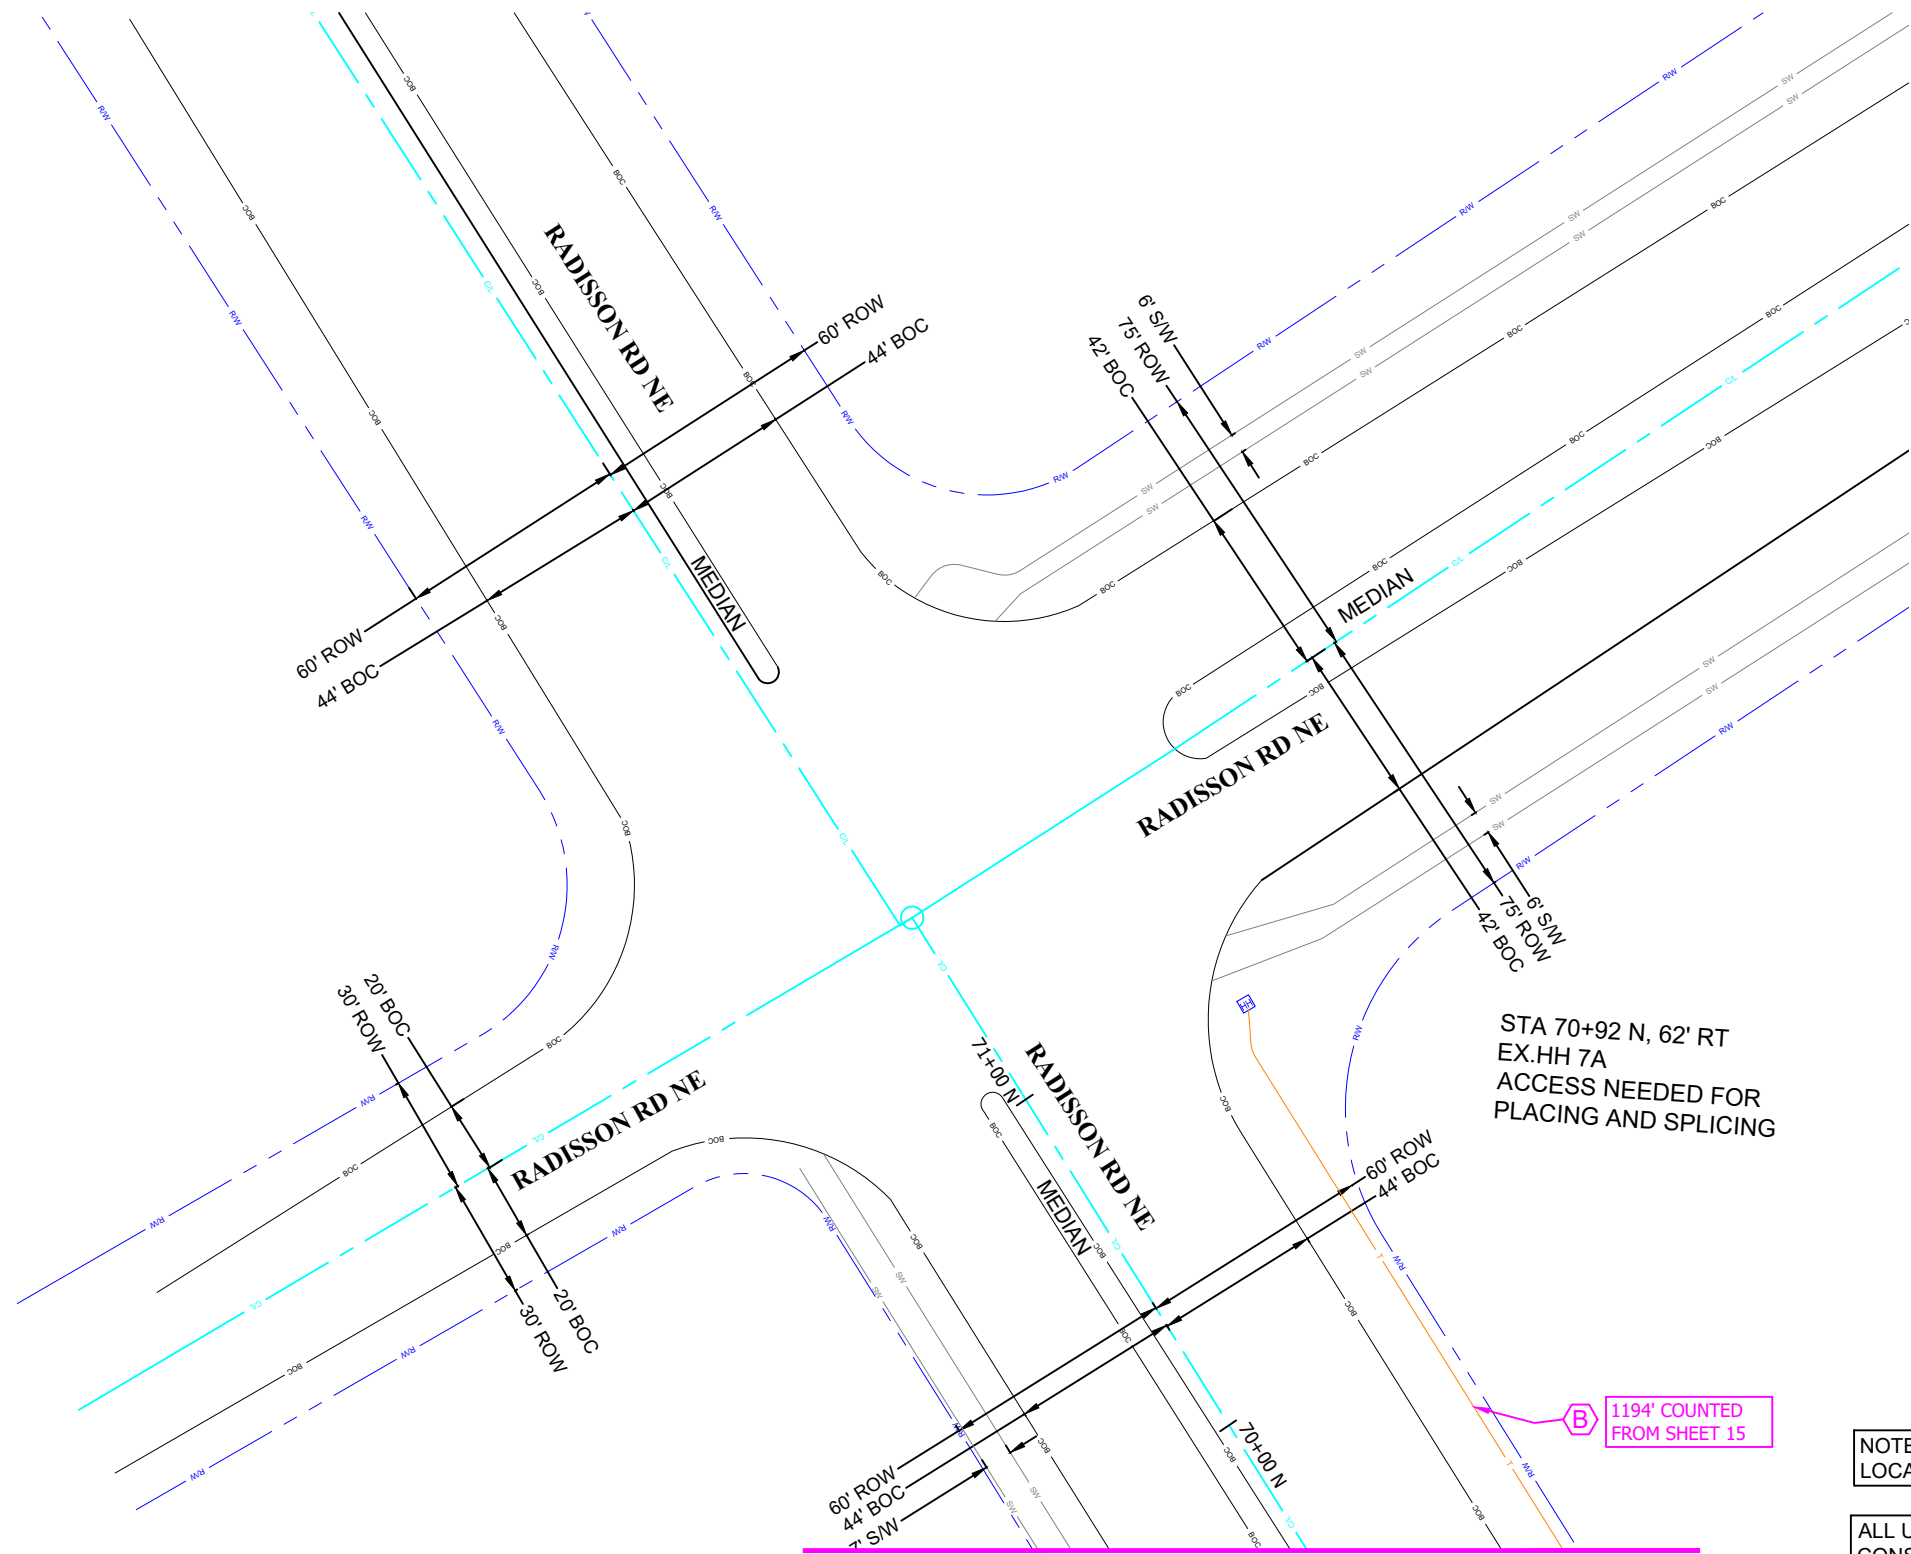 RADISSON RD NE
60' ROW
44' BOC
MEDIAN
60' ROW
44' BOC
6' S/W
75' ROW
42' BOC
MEDIAN
RADISSON RD NE
6' S/W
75' ROW
42' BOC
20' BOC
30' ROW
RADISSON RD NE
20' BOC
30' ROW
71+00 N
RADISSON RD NE
MEDIAN
STA 70+92 N, 62' RT
EX.HH 7A
ACCESS NEEDED FOR
PLACING AND SPLICING
HH
60' ROW
44' BOC
60' ROW
44' BOC
7' S/W
70+00 N
B
1194' COUNTED
FROM SHEET 15
R/W
BOC
C/L
SW
T
ALL